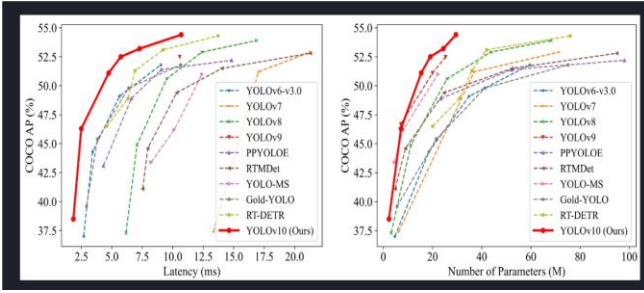 55.0
52.5
50.0
47.5
45.0
42.5
40.0
37.5
COCO AP (%)
2.5 5.0 7.5 10.0 12.5 15.0 17.5 20.0
Latency (ms)
YOLOv6-v3.0
YOLOv7
YOLOv8
YOLOv9
PPYOLOE
RTMDet
YOLO-MS
Gold-YOLO
RT-DETR
YOLOv10 (Ours)
55.0
52.5
50.0
47.5
45.0
42.5
40.0
37.5
COCO AP (%)
0 20 40 60 80 100
Number of Parameters (M)
YOLOv6-v3.0
YOLOv7
YOLOv8
YOLOv9
PPYOLOE
RTMDet
YOLO-MS
Gold-YOLO
RT-DETR
YOLOv10 (Ours)